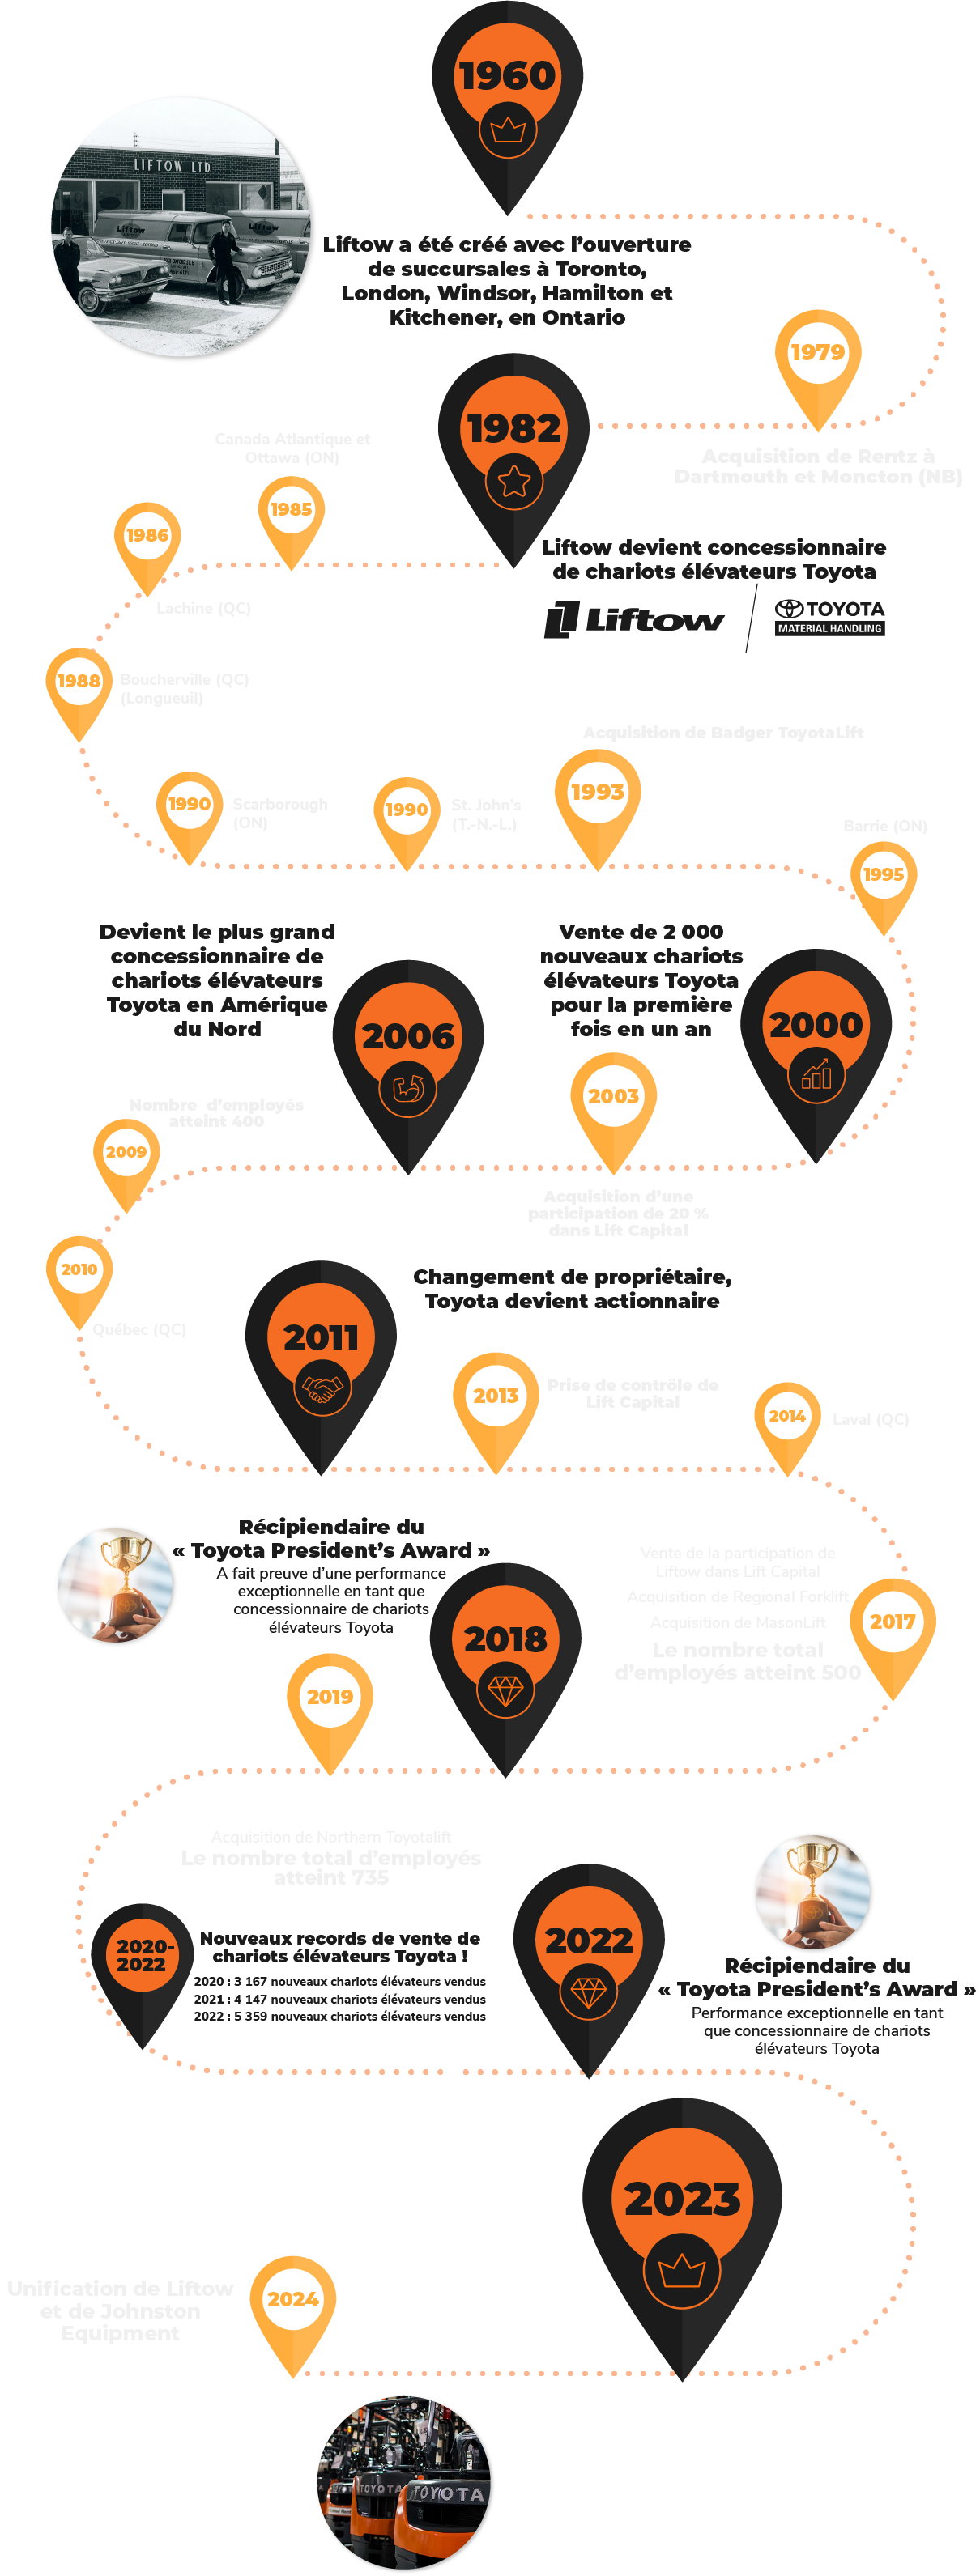 1960
LIFTOW LTD
Liftow
Liftow
Liftow a été créé avec l'ouverture
de succursales à Toronto,
London, Windsor, Hamilton et
Kitchener, en Ontario
1979
Acquisition de Rentz à
Dartmouth et Moncton (NB)
1982
Liftow devient concessionnaire
de chariots élévateurs Toyota
Liftow
TOYOTA
MATERIAL HANDLING
Canada Atlantique et
Ottawa (ON)
1985
1986
Lachine (QC)
1988
Boucherville (QC)
(Longueuil)
1990
Scarborough
(ON)
1990
St. John's
(T.-N.-L.)
Acquisition de Badger ToyotaLift
1993
Barrie (ON)
1995
Vente de 2 000
nouveaux chariots
élévateurs Toyota
pour la première
fois en un an
2000
2003
Acquisition d'une
participation de 20 %
dans Lift Capital
Devient le plus grand
concessionnaire de
chariots élévateurs
Toyota en Amérique
du Nord
2006
Nombre d'employés
atteint 400
2009
2010
Québec (QC)
2011
Changement de propriétaire,
Toyota devient actionnaire
2013
Prise de contrôle de
Lift Capital
2014
Laval (QC)
Vente de la participation de
Liftow dans Lift Capital
Acquisition de Regional Forklift
Acquisition de MasonLift
Le nombre total
d'employés atteint 500
2017
Récipiendaire du
« Toyota President's Award »
A fait preuve d'une performance
exceptionnelle en tant que
concessionnaire de chariots
élévateurs Toyota
2018
2019
Acquisition de Northern Toyotalift
Le nombre total d'employés
atteint 735
2020-
2022
Nouveaux records de vente de
chariots élévateurs Toyota !
2020 : 3 167 nouveaux chariots élévateurs vendus
2021 : 4 147 nouveaux chariots élévateurs vendus
2022 : 5 359 nouveaux chariots élévateurs vendus
2022
Récipiendaire du
« Toyota President's Award »
Performance exceptionnelle en tant
que concessionnaire de chariots
élévateurs Toyota
2023
2024
Unification de Liftow
et de Johnston
Equipment
TOYOTA
TOYOTA